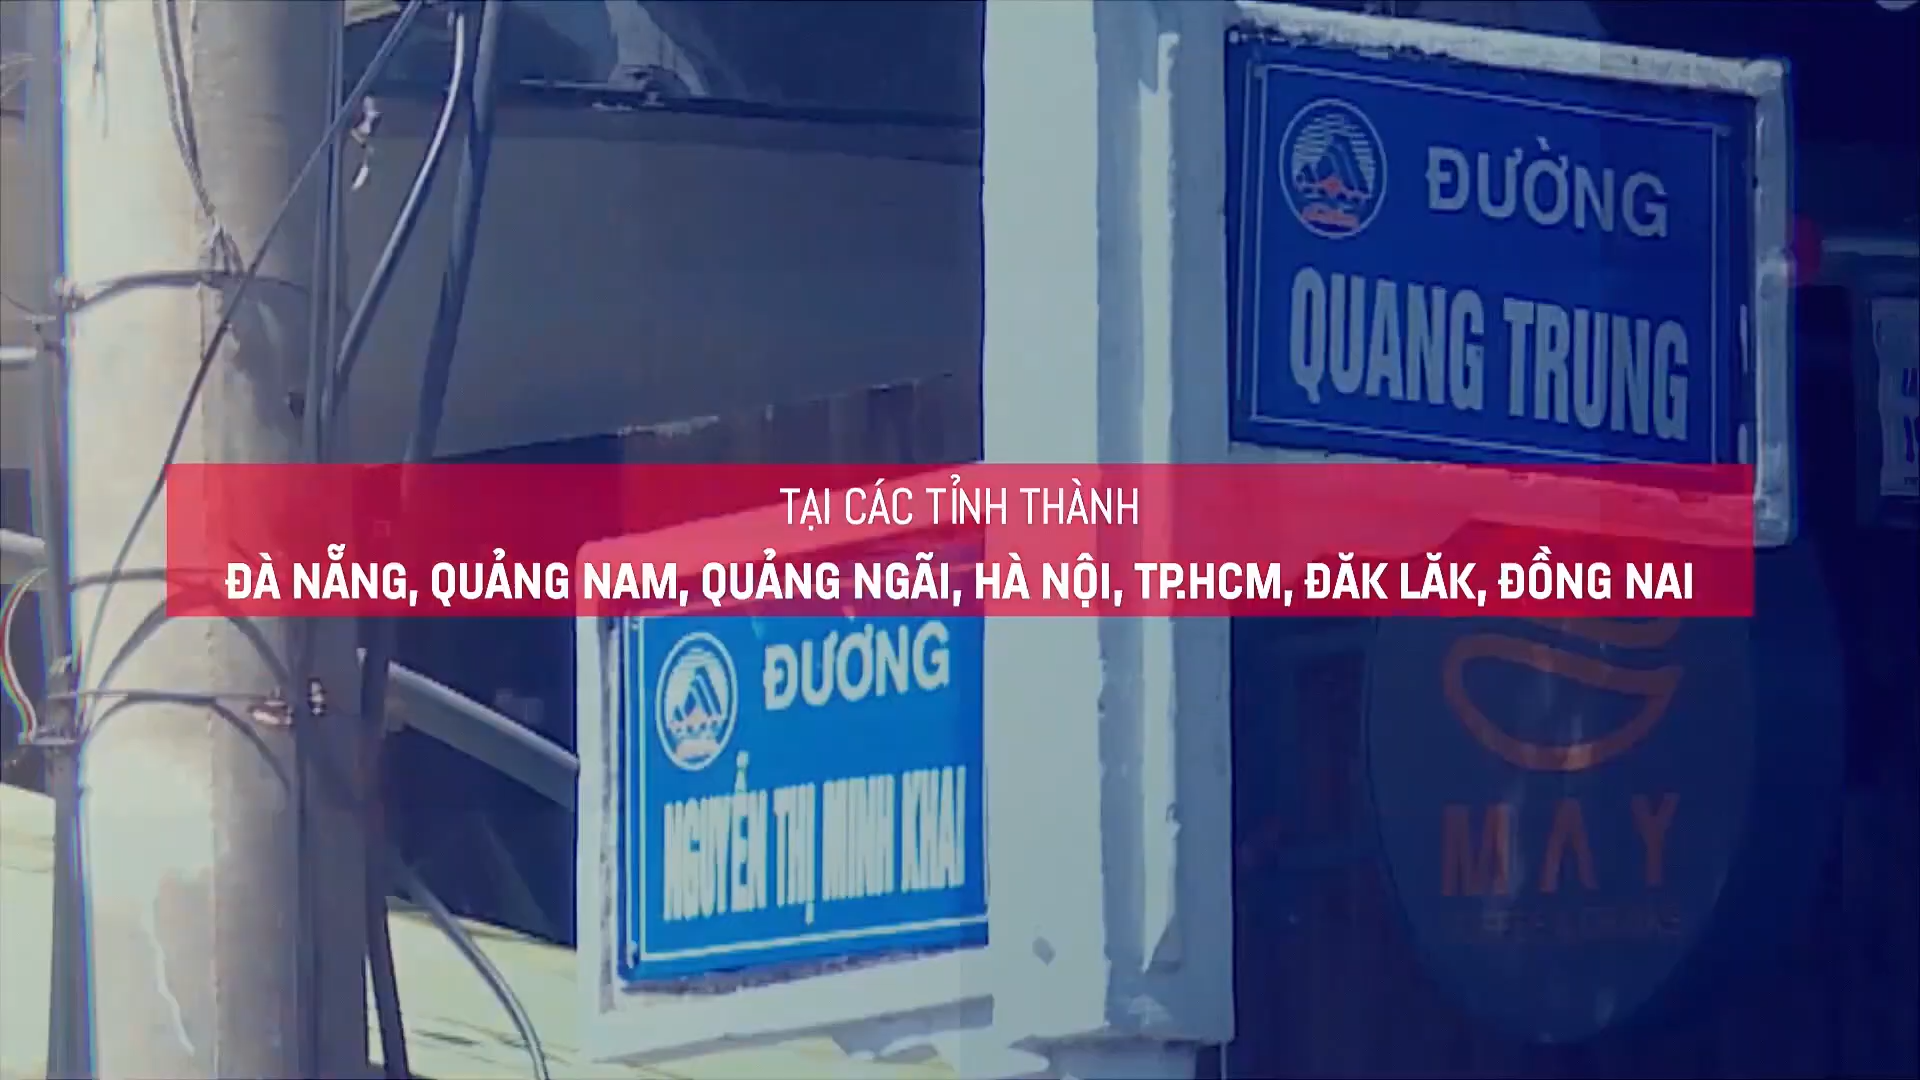 ĐƯỜNG
QUANG TRUNG
TẠI CÁC TỈNH THÀNH
ĐÀ NẴNG, QUẢNG NAM, QUẢNG NGÃI, HÀ NỘI, TP.HCM, ĐĂK LĂK, ĐỒNG NAI
ĐƯỜNG
NGUYỄN THỊ MINH KHAI
MAY